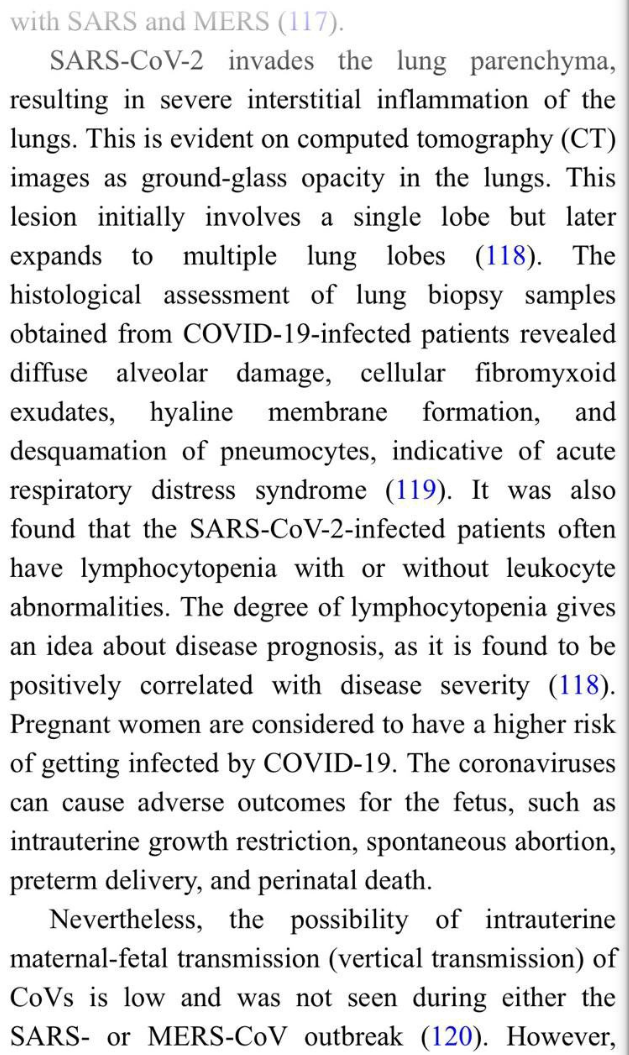 with SARS and MERS (117).
SARS-CoV-2 invades the lung parenchyma,
resulting in severe interstitial inflammation of the
lungs. This is evident on computed tomography (CT)
images as ground-glass opacity in the lungs. This
lesion initially involves a single lobe but later
expands to multiple lung lobes (118). The
histological assessment of lung biopsy samples
obtained from COVID-19-infected patients revealed
diffuse alveolar damage, cellular fibromyxoid
exudates, hyaline membrane formation, and
desquamation of pneumocytes, indicative of acute
respiratory distress syndrome (119). It was also
found that the SARS-CoV-2-infected patients often
have lymphocytopenia with or without leukocyte
abnormalities. The degree of lymphocytopenia gives
an idea about disease prognosis, as it is found to be
positively correlated with disease severity (118).
Pregnant women are considered to have a higher risk
of getting infected by COVID-19. The coronaviruses
can cause adverse outcomes for the fetus, such as
intrauterine growth restriction, spontaneous abortion,
preterm delivery, and perinatal death.
Nevertheless, the possibility of intrauterine
maternal-fetal transmission (vertical transmission) of
CoVs is low and was not seen during either the
SARS- or MERS-CoV outbreak (120). However,